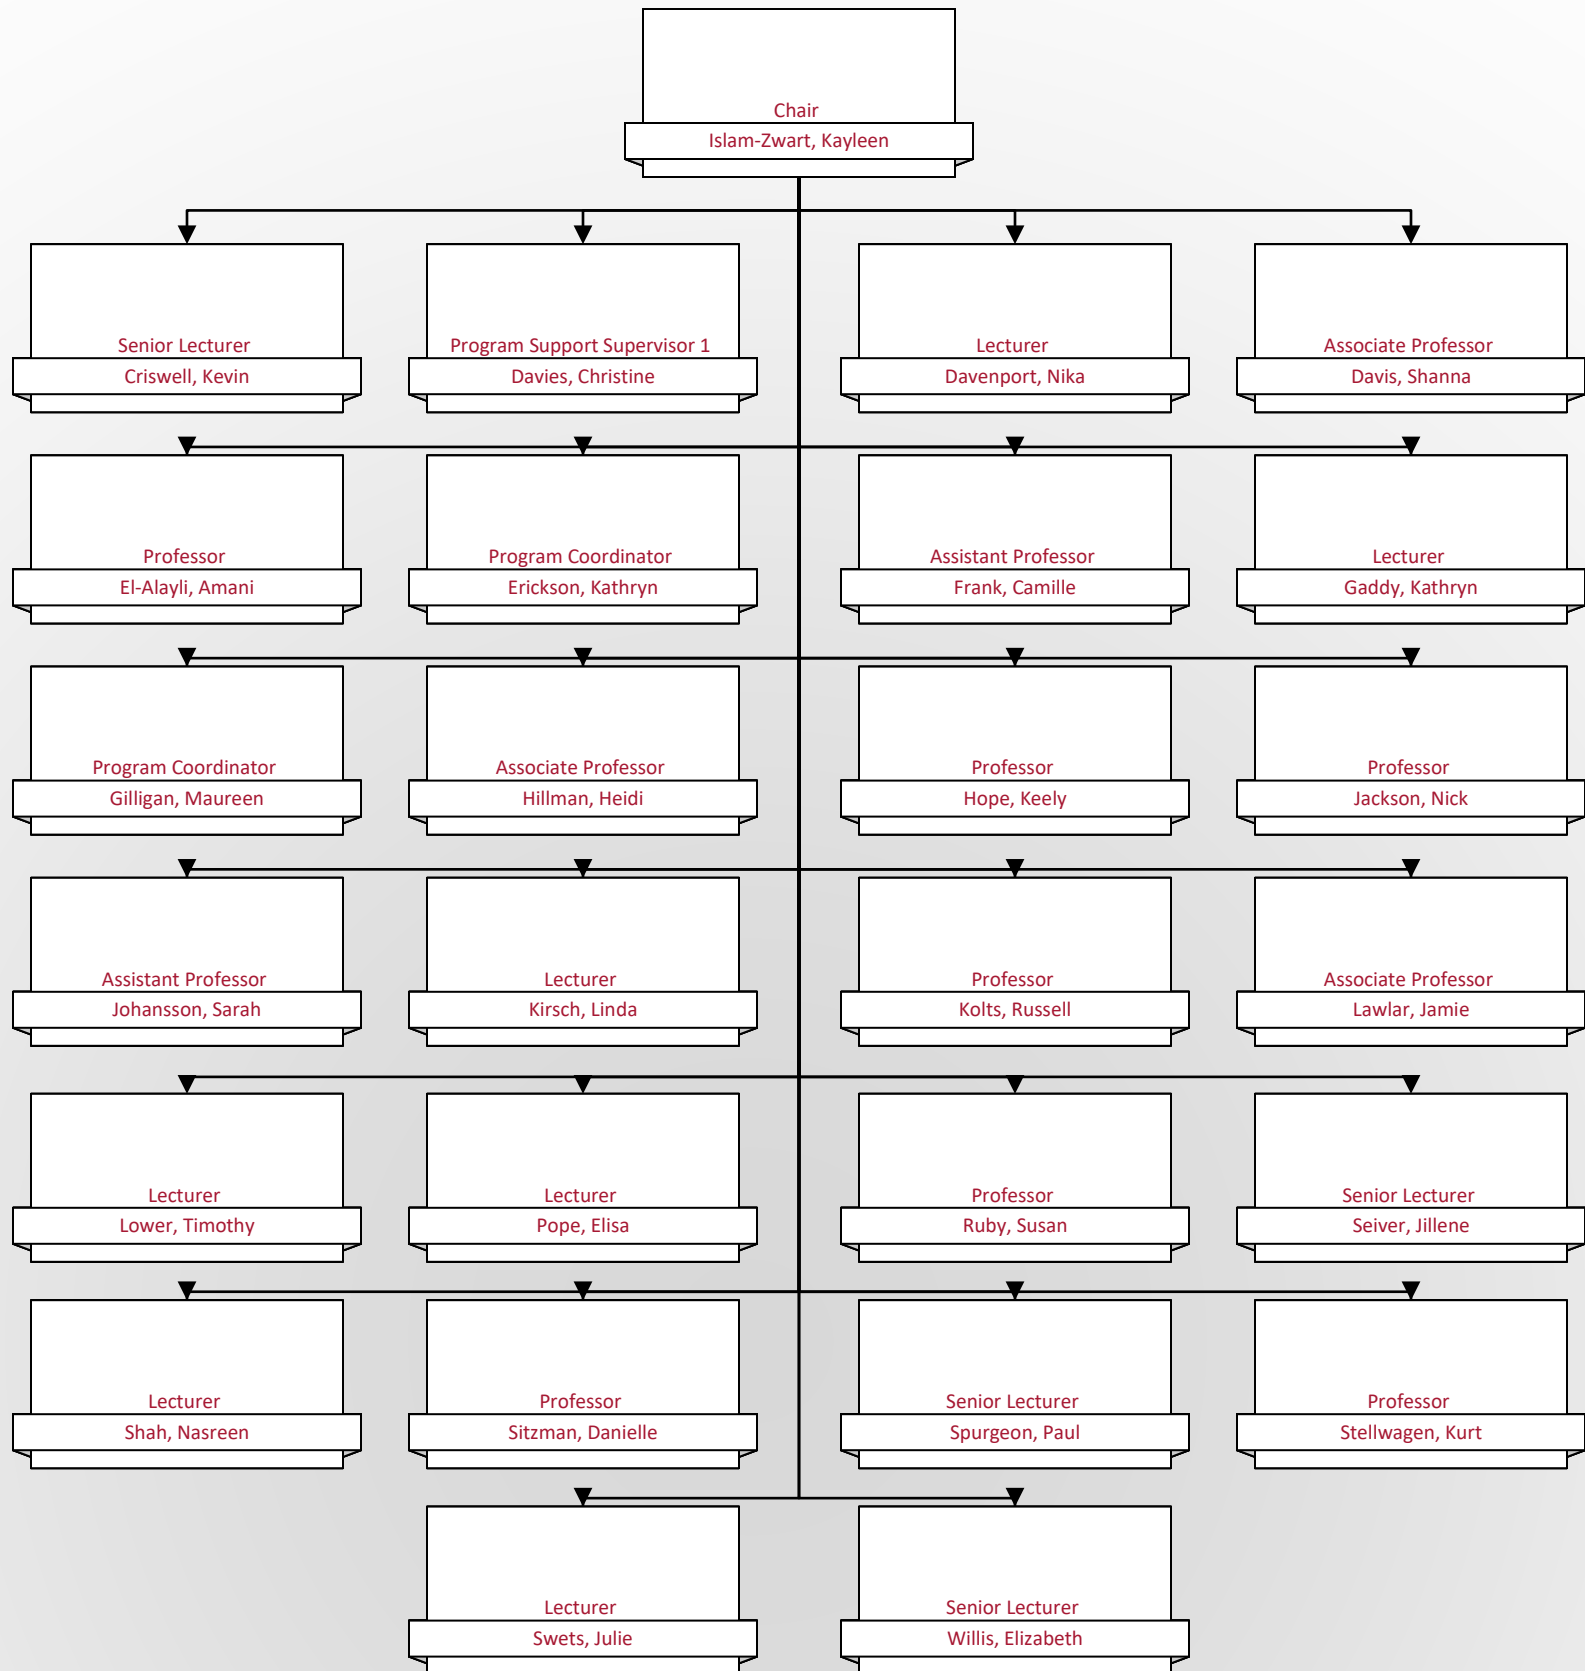 Chair
Islam-Zwart, Kayleen
Senior Lecturer
Criswell, Kevin
Program Support Supervisor 1
Davies, Christine
Lecturer
Davenport, Nika
Associate Professor
Davis, Shanna
Professor
El-Alayli, Amani
Program Coordinator
Erickson, Kathryn
Assistant Professor
Frank, Camille
Lecturer
Gaddy, Kathryn
Program Coordinator
Gilligan, Maureen
Associate Professor
Hillman, Heidi
Professor
Hope, Keely
Professor
Jackson, Nick
Assistant Professor
Johansson, Sarah
Lecturer
Kirsch, Linda
Professor
Kolts, Russell
Associate Professor
Lawlar, Jamie
Lecturer
Lower, Timothy
Lecturer
Pope, Elisa
Professor
Ruby, Susan
Senior Lecturer
Seiver, Jillene
Lecturer
Shah, Nasreen
Professor
Sitzman, Danielle
Senior Lecturer
Spurgeon, Paul
Professor
Stellwagen, Kurt
Lecturer
Swets, Julie
Senior Lecturer
Willis, Elizabeth